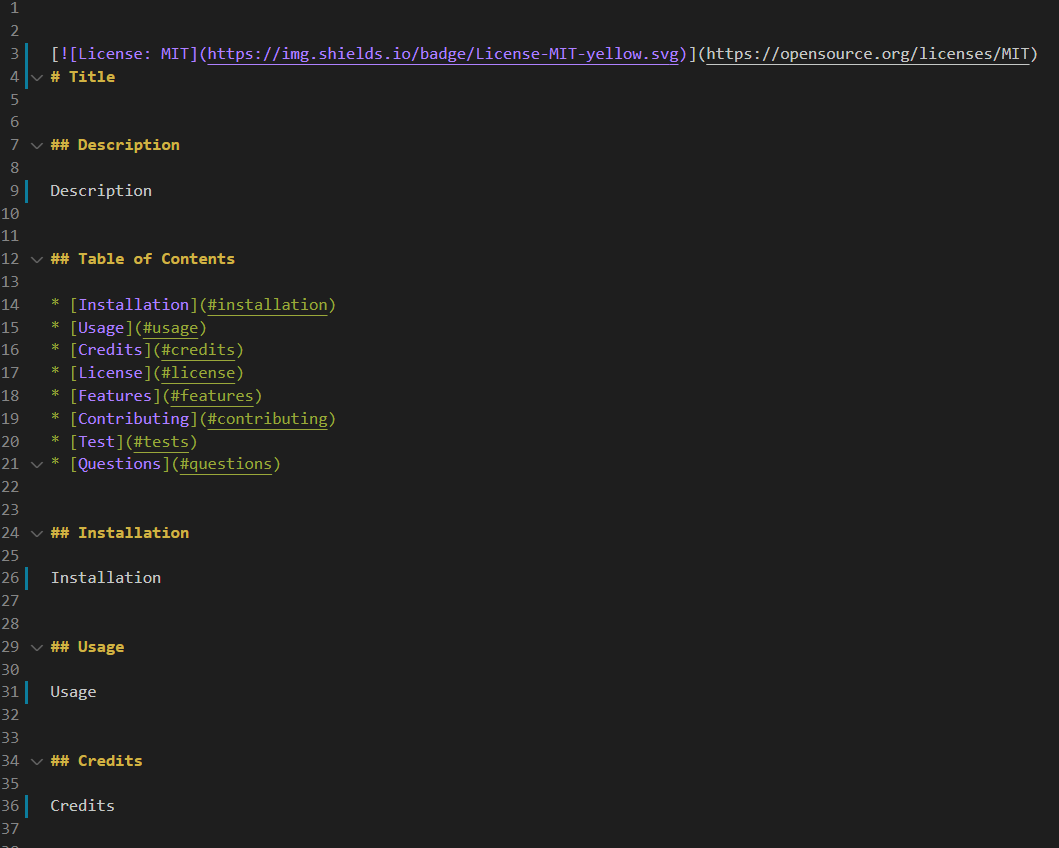 1
2
3 [![License: MIT](https://img.shields.io/badge/License-MIT-yellow.svg)](https://opensource.org/licenses/MIT)
4 # Title
5
6
7 ## Description
8
9 Description
10
11
12 ## Table of Contents
13
14 * [Installation](#installation)
15 * [Usage](#usage)
16 * [Credits](#credits)
17 * [License](#license)
18 * [Features](#features)
19 * [Contributing](#contributing)
20 * [Test](#tests)
21 * [Questions](#questions)
22
23
24 ## Installation
25
26 Installation
27
28
29 ## Usage
30
31 Usage
32
33
34 ## Credits
35
36 Credits
37